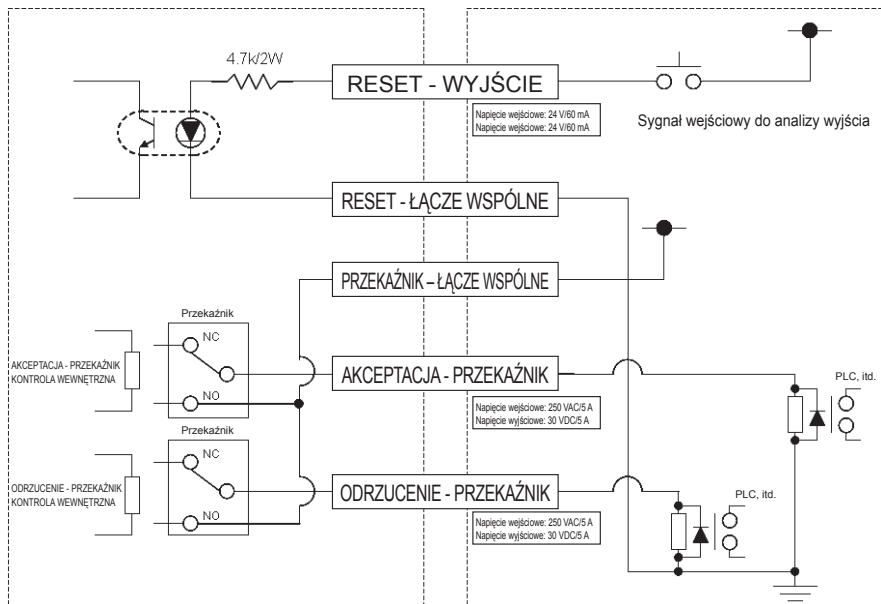 4.7k/2W
RESET - WYJŚCIE
Napięcie wejściowe: 24 V/60 mA
Napięcie wejściowe: 24 V/60 mA
Sygnał wejściowy do analizy wyjścia
RESET - ŁĄCZE WSPÓLNE
PRZEKAŹNIK – ŁĄCZE WSPÓLNE
Przekaźnik
NC
NO
AKCEPTACJA - PRZEKAŹNIK
KONTROLA WEWNĘTRZNA
AKCEPTACJA - PRZEKAŹNIK
Napięcie wejściowe: 250 VAC/5 A
Napięcie wyjściowe: 30 VDC/5 A
PLC, itd.
Przekaźnik
NC
NO
ODRZUCENIE - PRZEKAŹNIK
KONTROLA WEWNĘTRZNA
ODRZUCENIE - PRZEKAŹNIK
Napięcie wejściowe: 250 VAC/5 A
Napięcie wyjściowe: 30 VDC/5 A
PLC, itd.